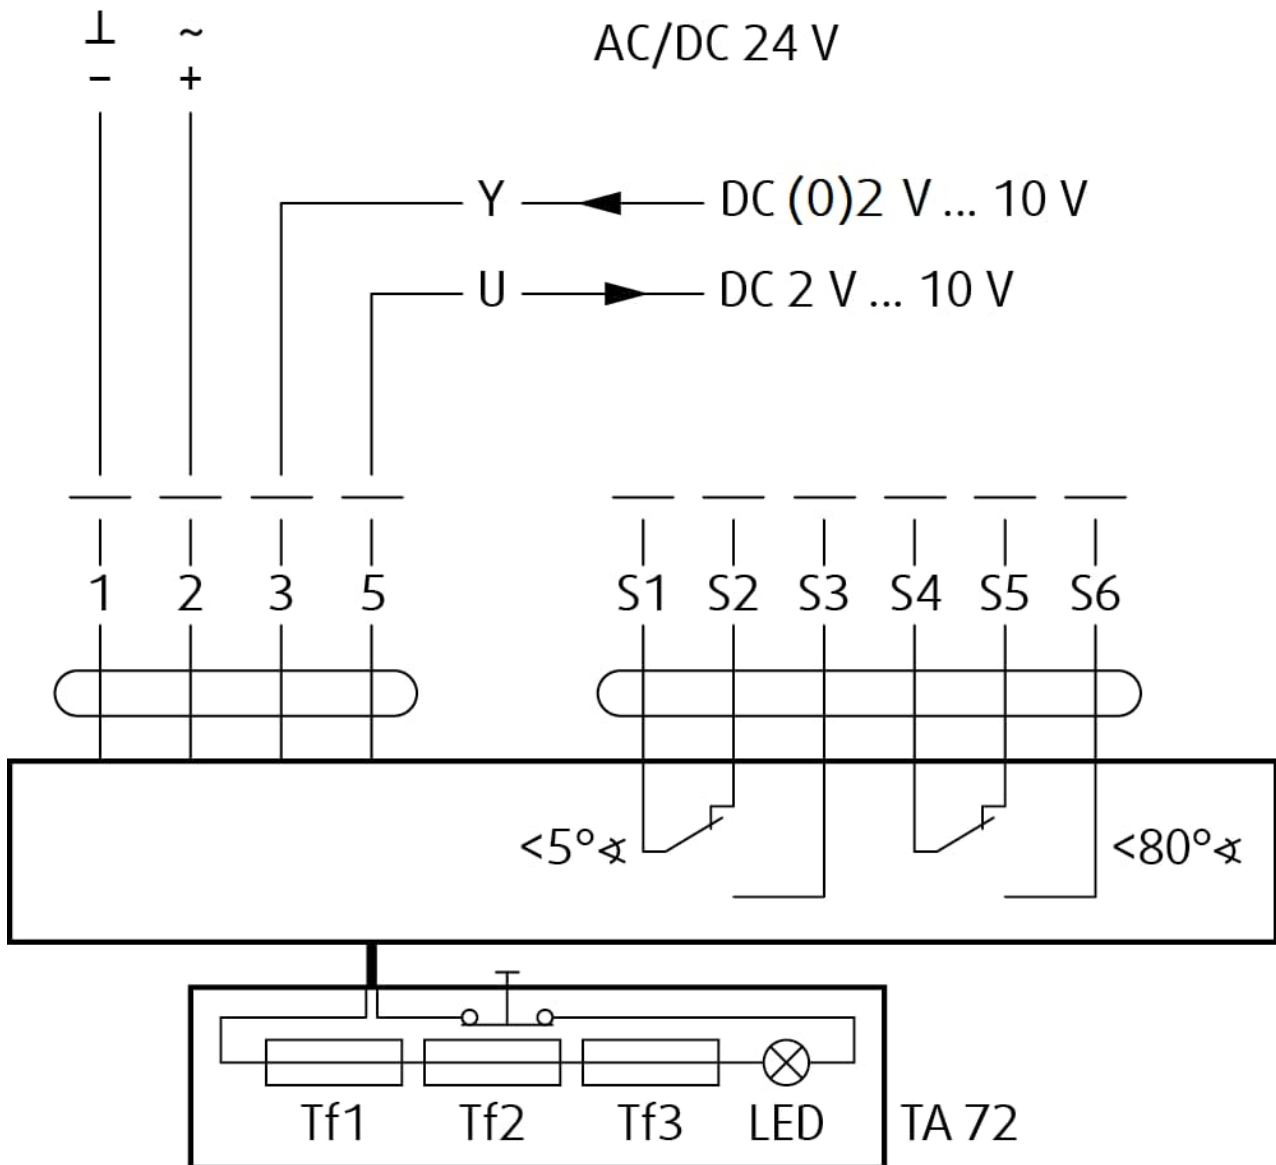 ⊥ ~ AC/DC 24 V
− +
Y DC (0)2 V ... 10 V
U DC 2 V ... 10 V
1 2 3 5 S1 S2 S3 S4 S5 S6
<5°∢ <80°∢
Tf1 Tf2 Tf3 LED TA 72